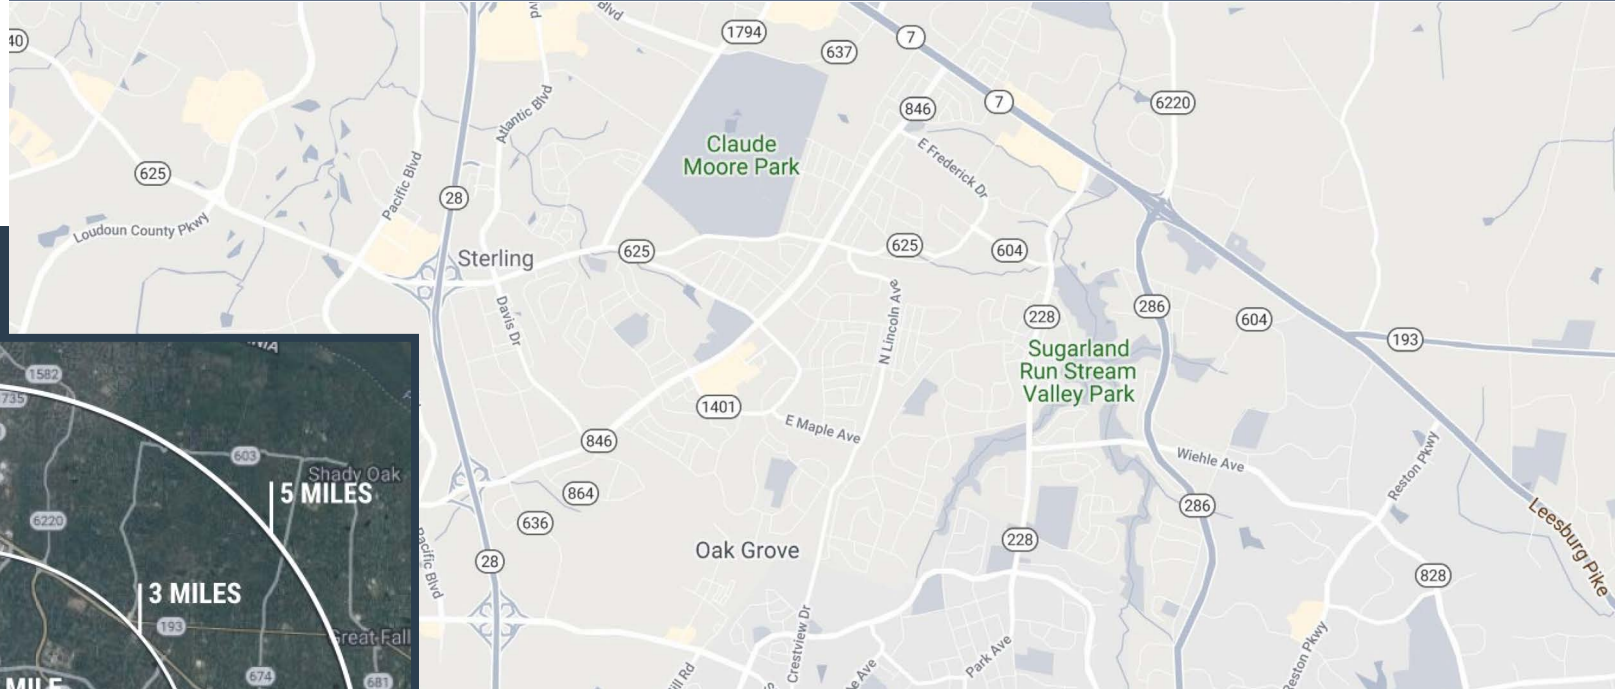 Blvd
1794
637
7
40
846
7
6220
Atlantic Blvd
Claude
Moore Park
E Frederick Dr
625
Pacific Blvd
28
Loudoun County Pkwy
Sterling
625
625
604
Davis Dr
N Lincoln Ave
228
286
604
193
Sugarland
Run Stream
Valley Park
1401
E Maple Ave
846
Wiehle Ave
Reston Pkwy
864
636
286
Leesburg Pike
Oak Grove
228
28
Pacific Blvd
828
Crestview Dr
Park Ave
Reston Pkwy
1582
735
603
Shady Oak
5 MILES
6220
3 MILES
193
Great Fall
674
681
MILE